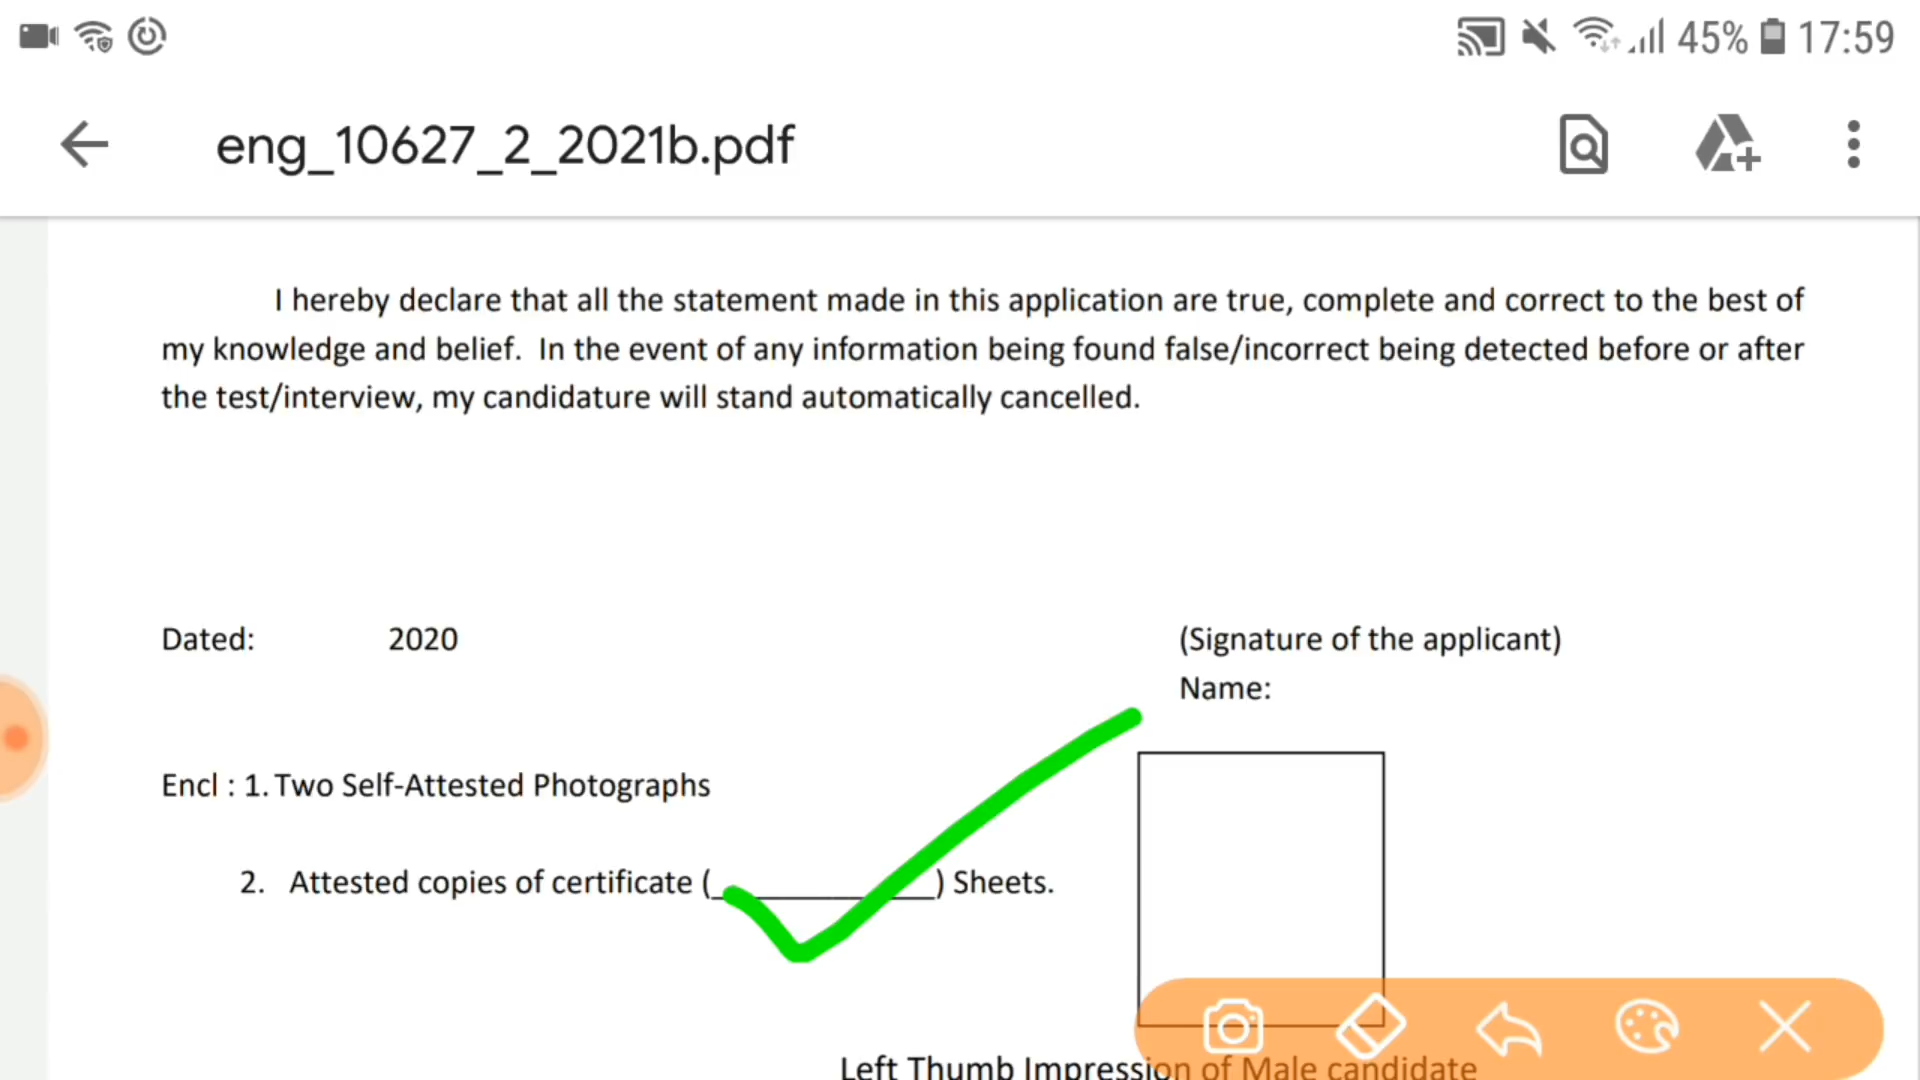 45% 17:59
eng_10627_2_2021b.pdf
I hereby declare that all the statement made in this application are true, complete and correct to the best of
my knowledge and belief. In the event of any information being found false/incorrect being detected before or after
the test/interview, my candidature will stand automatically cancelled.
Dated: 2020 (Signature of the applicant)
Name:
Encl : 1. Two Self-Attested Photographs
2. Attested copies of certificate (______________) Sheets.
Left Thumb Impression of Male candidate